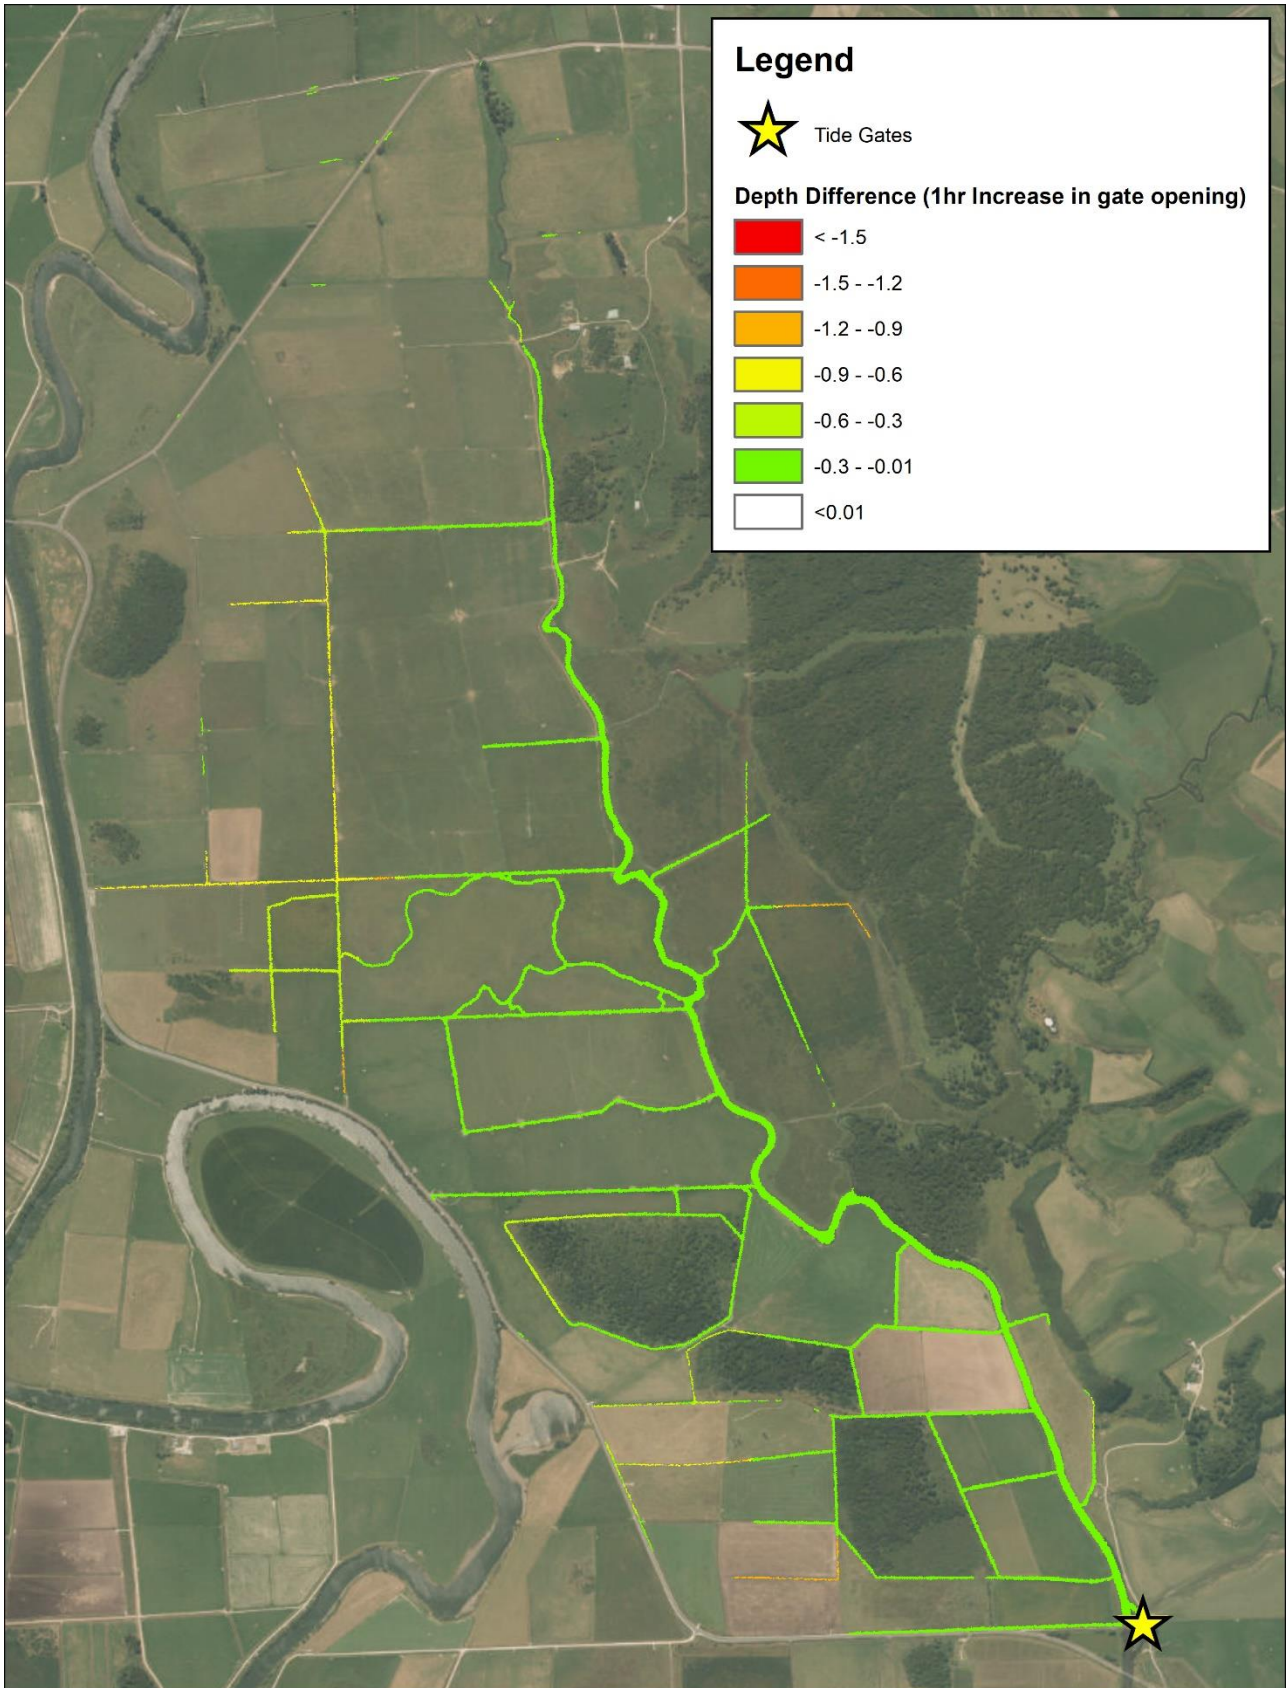 Legend
Tide Gates
Depth Difference (1hr Increase in gate opening)
< -1.5
-1.5 - -1.2
-1.2 - -0.9
-0.9 - -0.6
-0.6 - -0.3
-0.3 - -0.01
<0.01